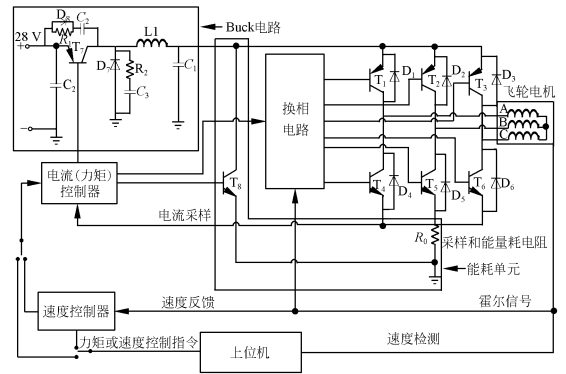 D₈
C₂
R₁
28 V
+
T₇
L1
Buck电路
D₇
R₂
C₁
C₂
C₃
−
换相
电路
T₁
D₁
T₂
D₂
T₃
D₃
飞轮电机
A
B
C
电流(力矩)
控制器
T₈
T₄
D₄
T₅
D₅
T₆
D₆
电流采样
R₀
采样和能量耗电阻
能耗单元
速度控制器
速度反馈
霍尔信号
力矩或速度控制指令
上位机
速度检测